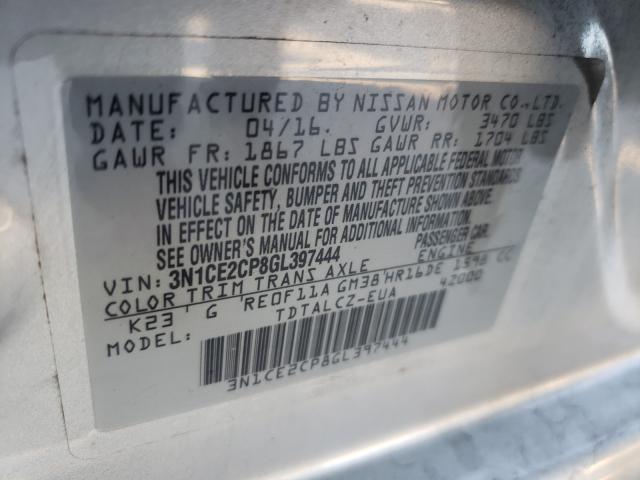 MANUFACTURED BY NISSAN MOTOR CO.,LTD.
DATE: 04/16. GVWR: 3470 LBS
GAWR FR: 1867 LBS GAWR RR: 1704 LBS
THIS VEHICLE CONFORMS TO ALL APPLICABLE FEDERAL MOTOR
VEHICLE SAFETY, BUMPER AND THEFT PREVENTION STANDARDS
IN EFFECT ON THE DATE OF MANUFACTURE SHOWN ABOVE.
SEE OWNER'S MANUAL FOR ADDITIONAL INFORMATION.
VIN: 3N1CE2CP8GL397444 PASSENGER CAR.
COLOR TRIM TRANS AXLE ENGINE
K23 G RE0F11A GM38 HR16DE 1598 CC
MODEL: TDTALCZ-EUA 42000
3N1CE2CP8GL397444